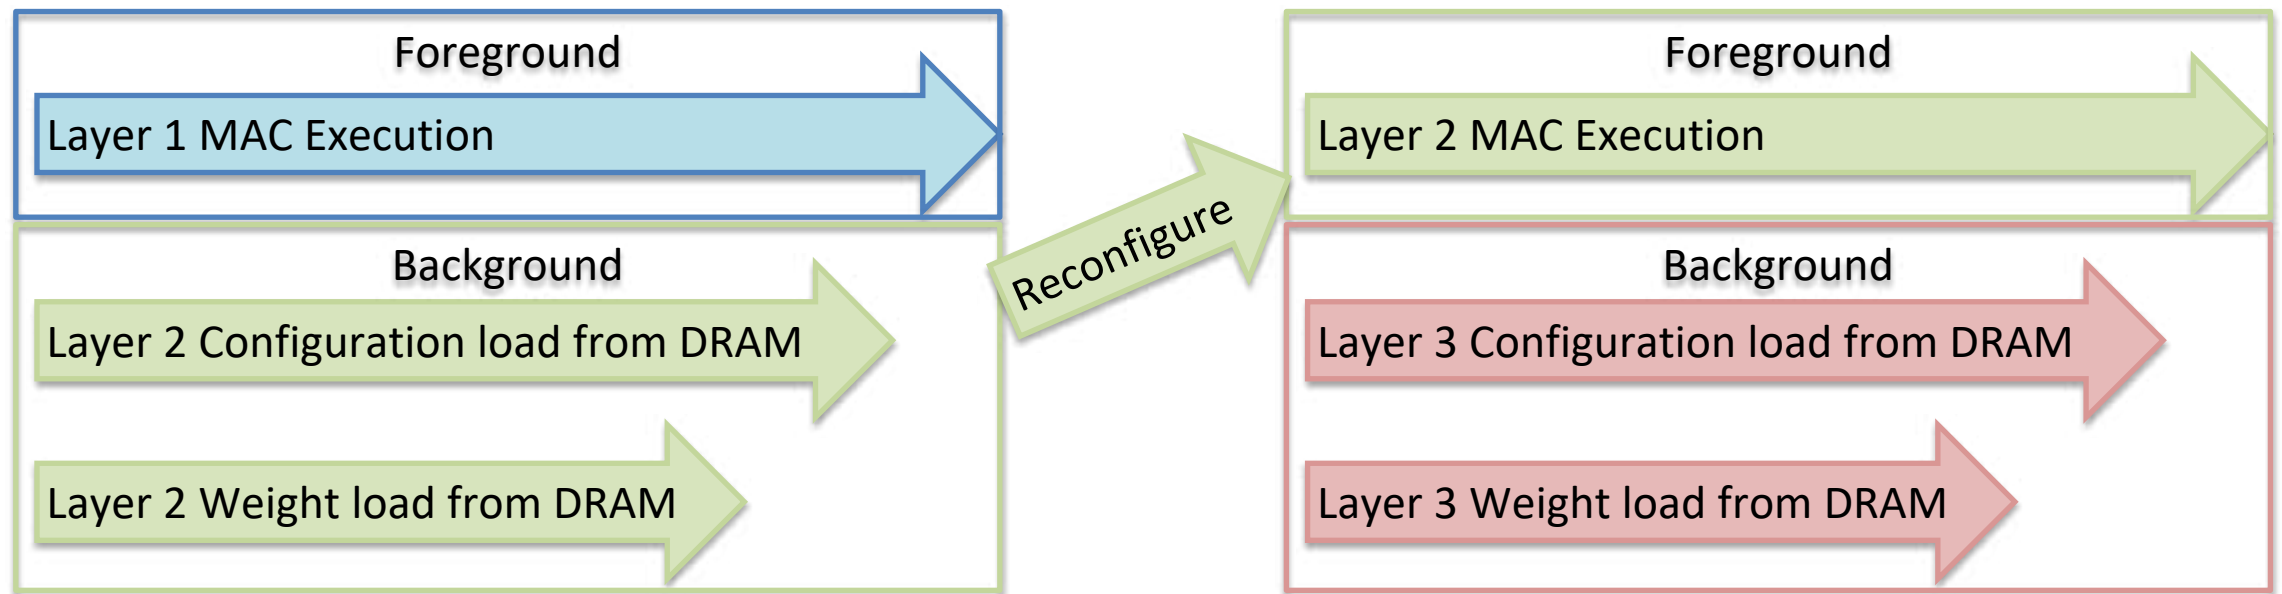 Foreground
Layer 1 MAC Execution
Background
Layer 2 Configuration load from DRAM
Layer 2 Weight load from DRAM
Reconfigure
Foreground
Layer 2 MAC Execution
Background
Layer 3 Configuration load from DRAM
Layer 3 Weight load from DRAM